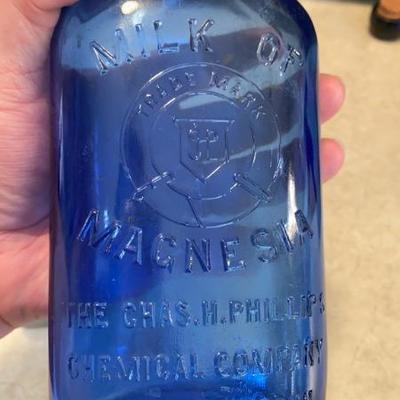 MILK OF
TRADE MARK
MAGNESIA
THE CHAS.H.PHILLIPS
CHEMICAL COMPANY